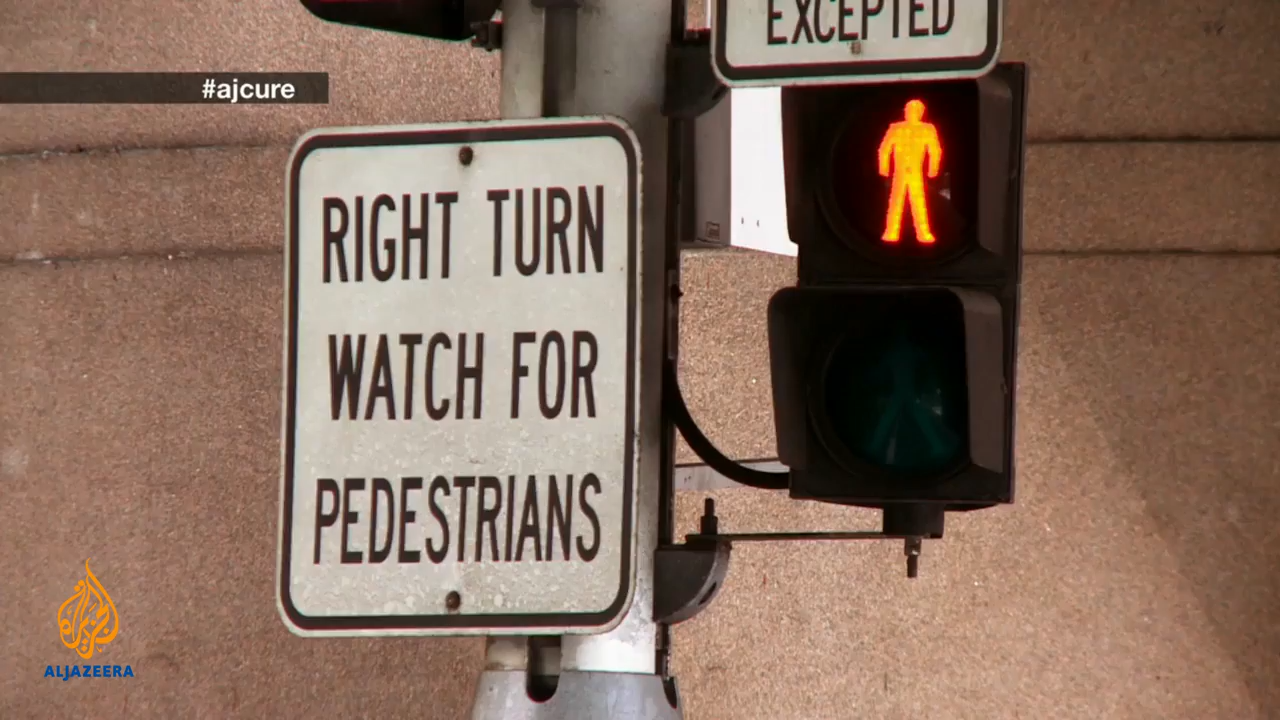 EXCEPTED
#ajcure
RIGHT TURN
WATCH FOR
PEDESTRIANS
ALJAZEERA